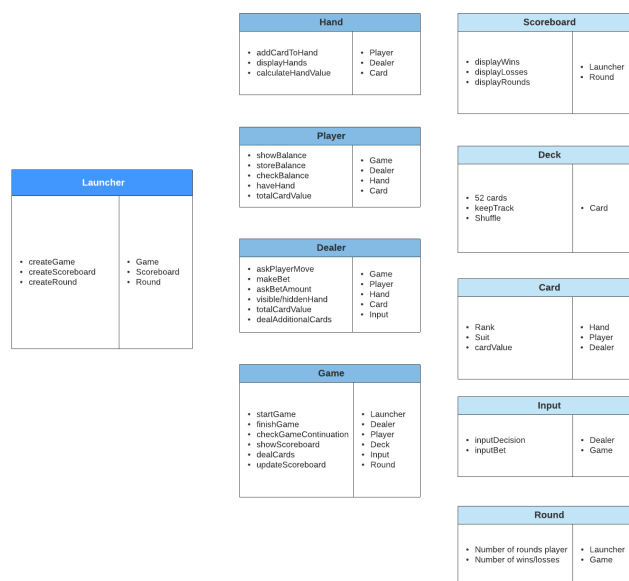 Launcher
createGame
createScoreboard
createRound
Game
Scoreboard
Round
Hand
addCardToHand
displayHands
calculateHandValue
Player
Dealer
Card
Player
showBalance
storeBalance
checkBalance
haveHand
totalCardValue
Game
Dealer
Hand
Card
Dealer
askPlayerMove
makeBet
askBetAmount
visible/hiddenHand
totalCardValue
dealAdditionalCards
Game
Player
Hand
Card
Input
Game
startGame
finishGame
checkGameContinuation
showScoreboard
dealCards
updateScoreboard
Launcher
Dealer
Player
Deck
Input
Round
Scoreboard
displayWins
displayLosses
displayRounds
Launcher
Round
Deck
52 cards
keepTrack
Shuffle
Card
Card
Rank
Suit
cardValue
Hand
Player
Dealer
Input
inputDecision
inputBet
Dealer
Game
Round
Number of rounds player
Number of wins/losses
Launcher
Game